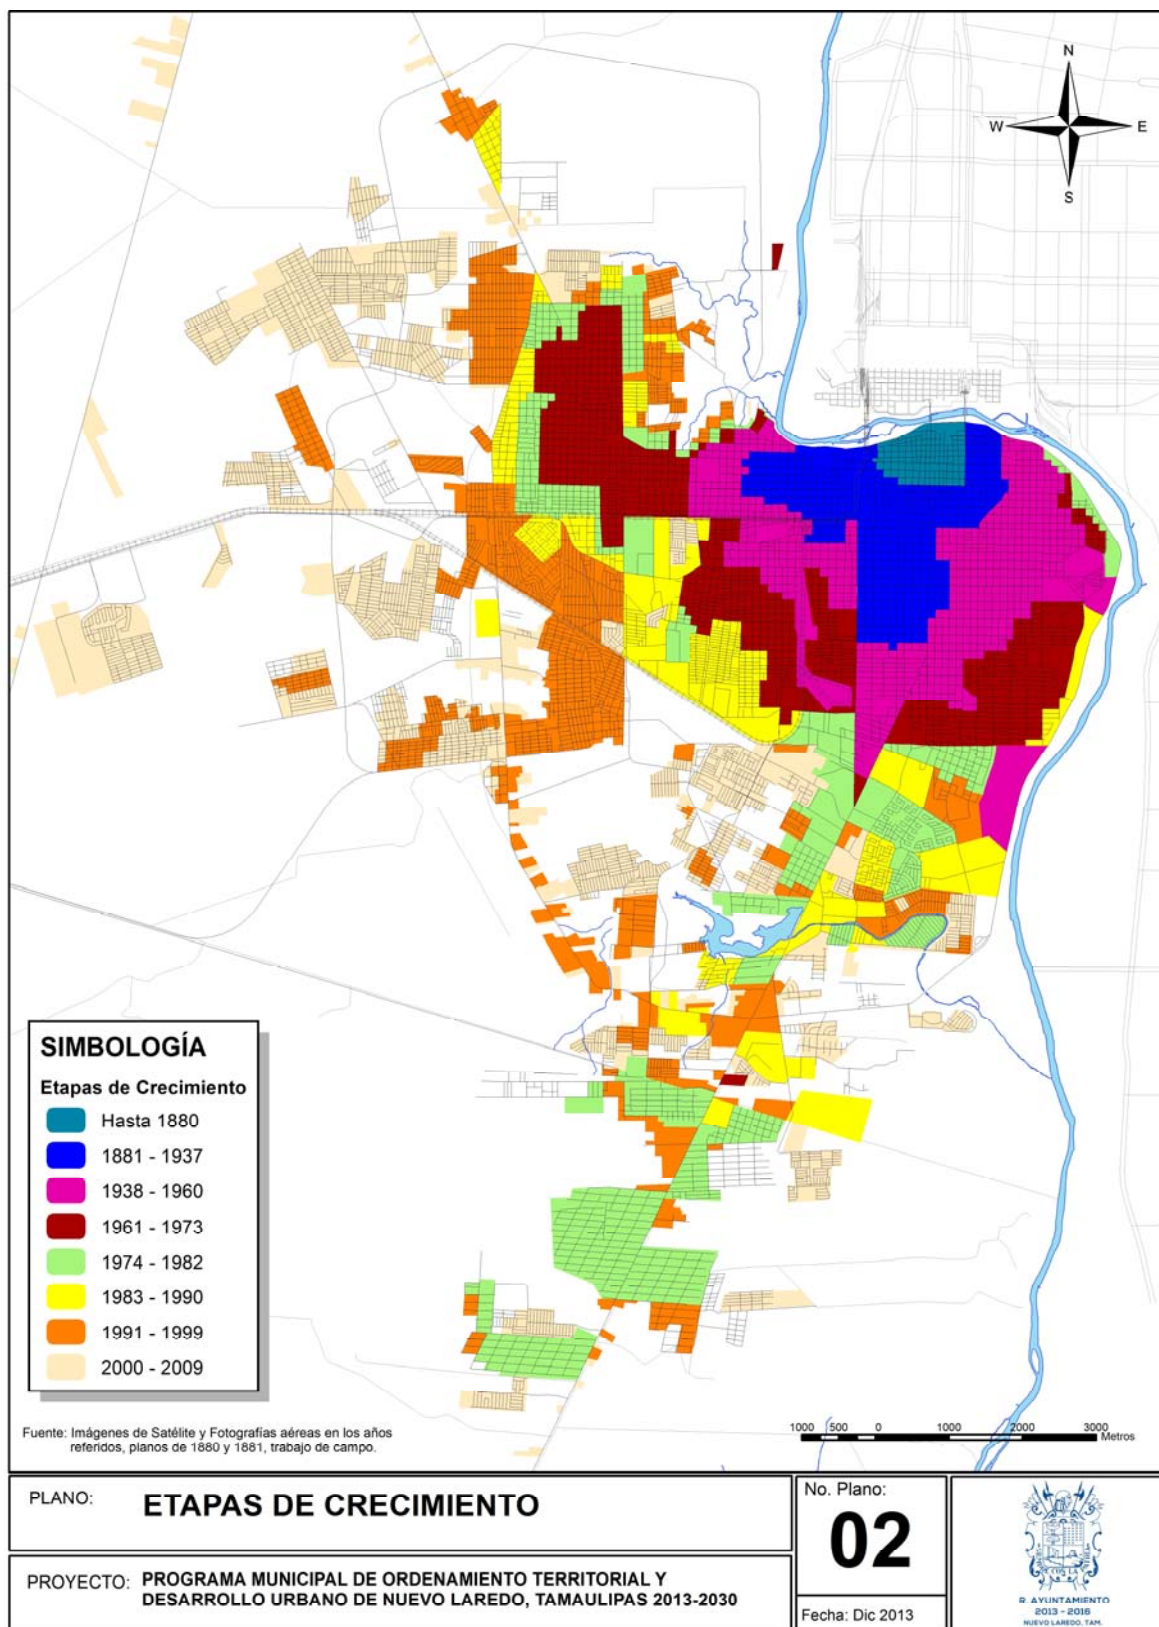 N
W
E
S
SIMBOLOGÍA
Etapas de Crecimiento
Hasta 1880
1881 - 1937
1938 - 1960
1961 - 1973
1974 - 1982
1983 - 1990
1991 - 1999
2000 - 2009
Fuente: Imágenes de Satélite y Fotografías aéreas en los años
referidos, planos de 1880 y 1881, trabajo de campo.
1000 500 0 1000 2000 3000
Metros
PLANO: ETAPAS DE CRECIMIENTO
PROYECTO: PROGRAMA MUNICIPAL DE ORDENAMIENTO TERRITORIAL Y
DESARROLLO URBANO DE NUEVO LAREDO, TAMAULIPAS 2013-2030
No. Plano:
02
Fecha: Dic 2013
R. AYUNTAMIENTO
2013 - 2016
NUEVO LAREDO, TAM.